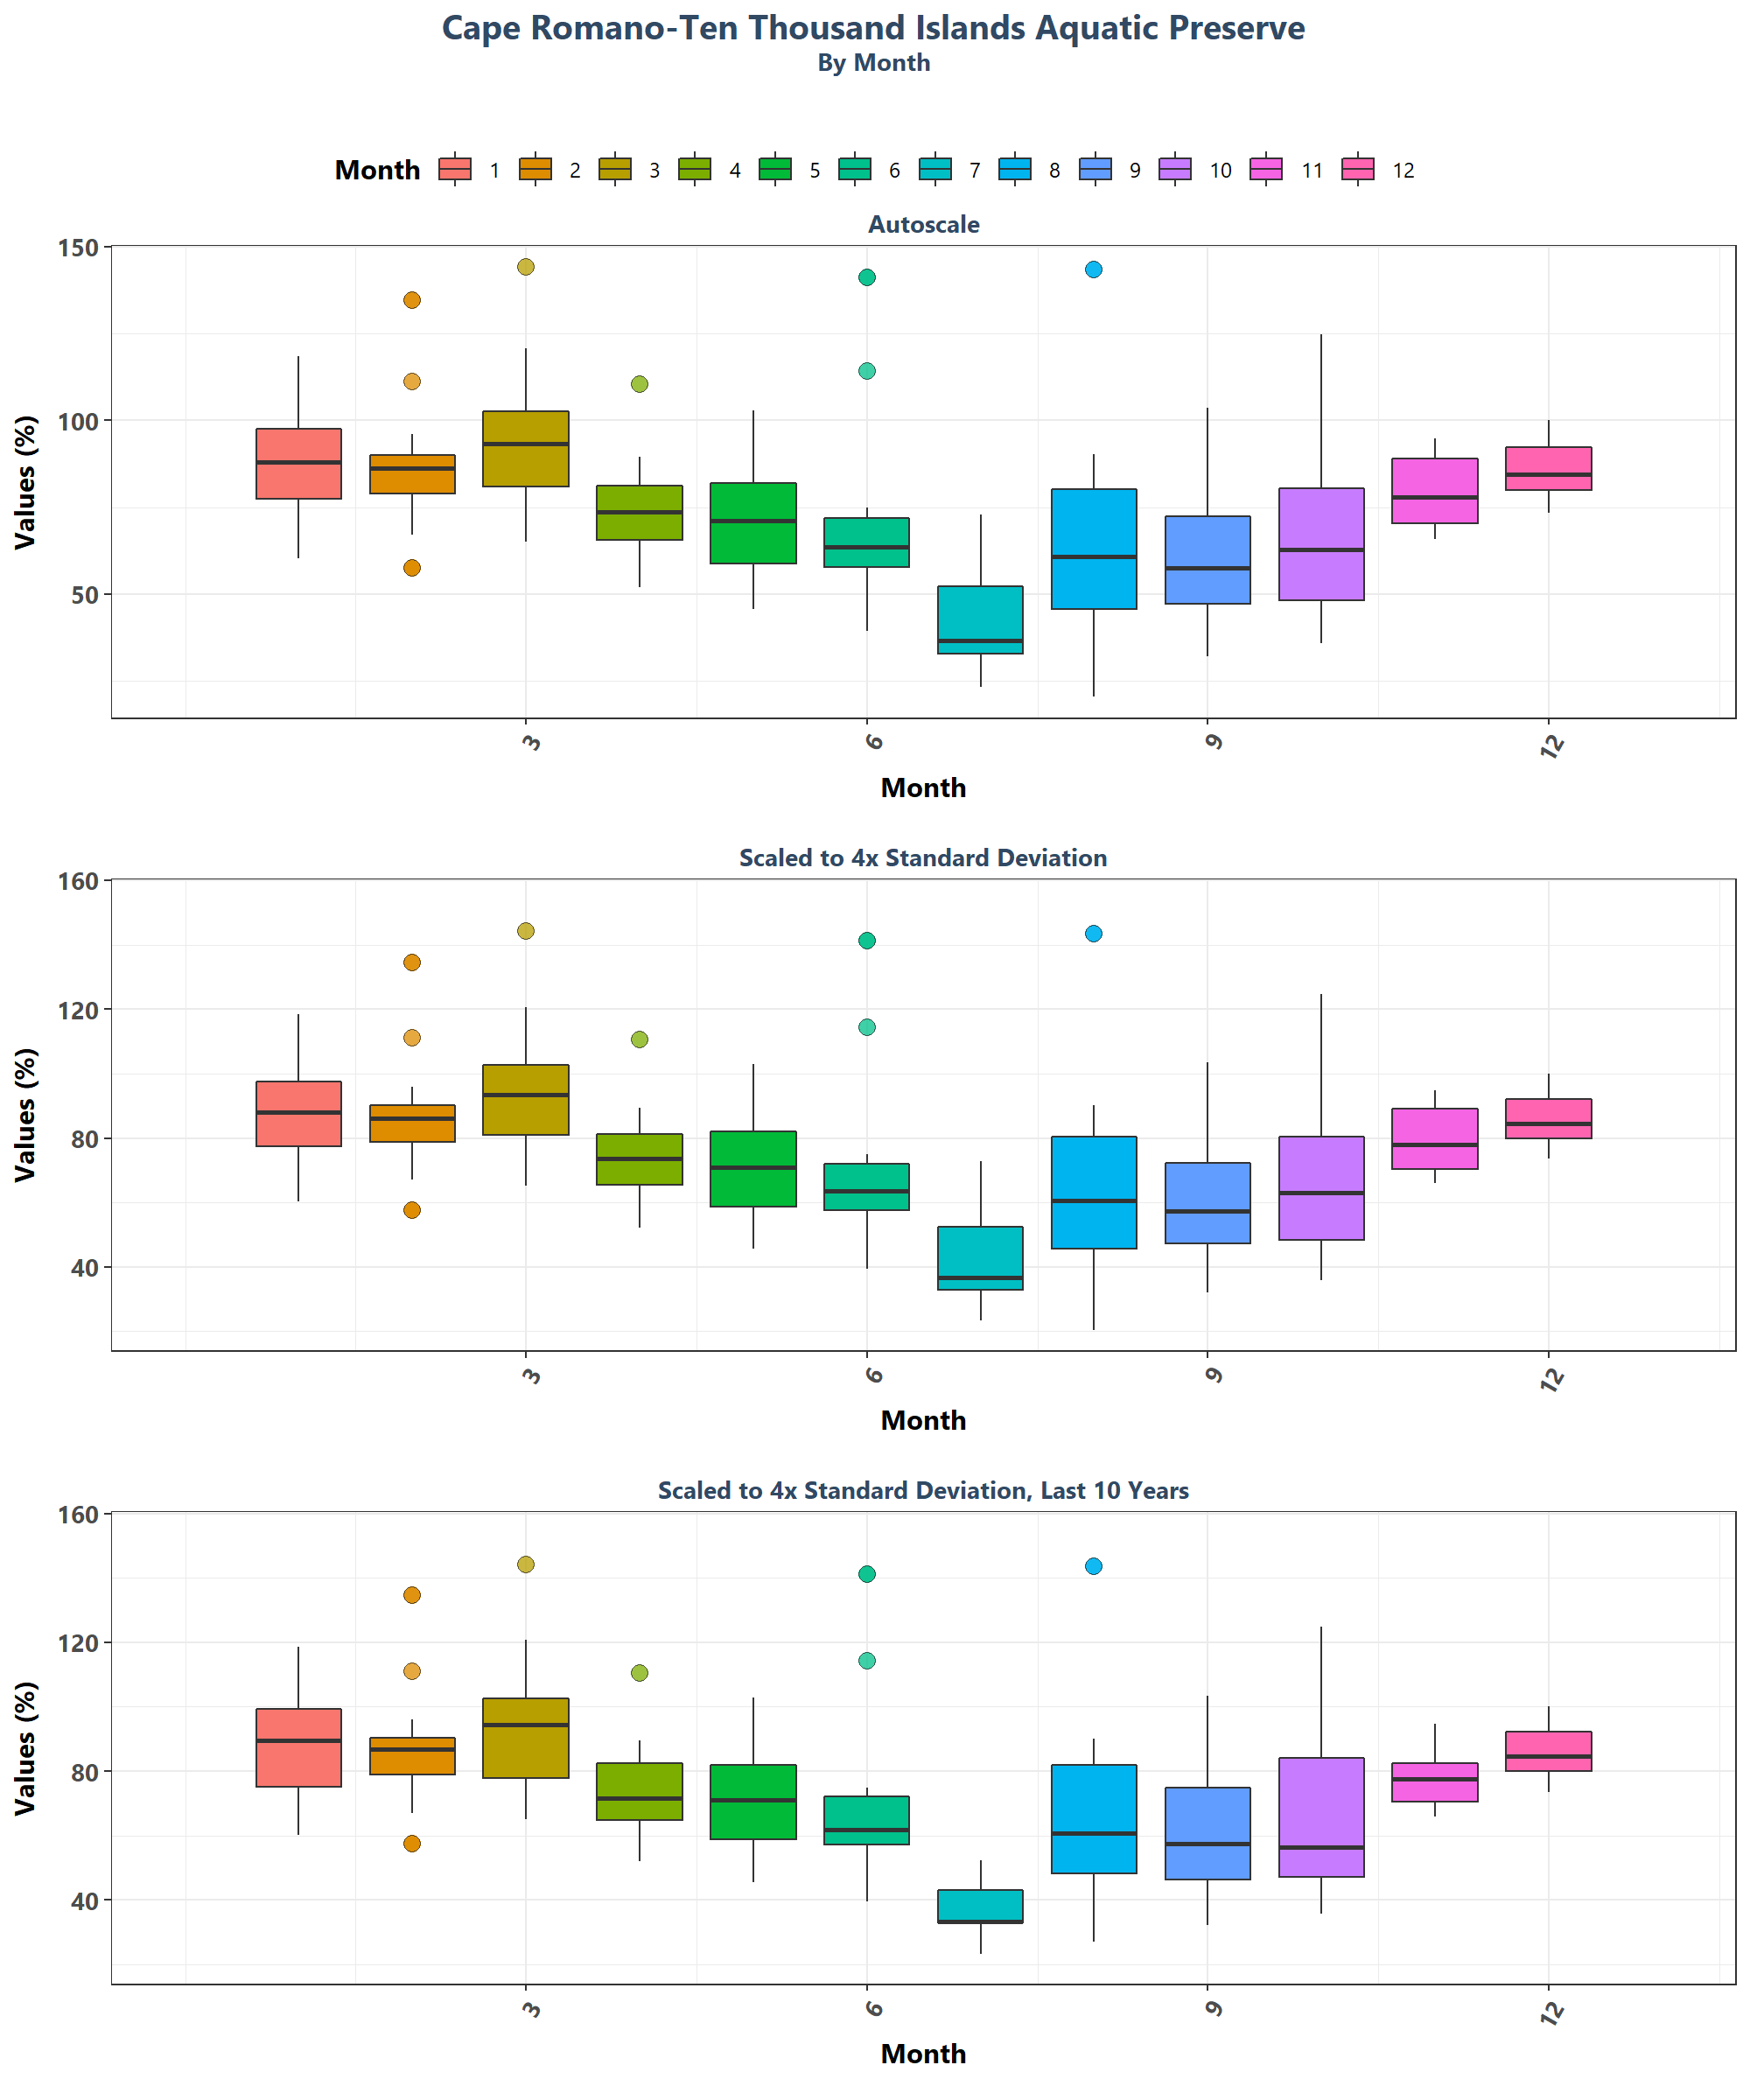 Cape Romano-Ten Thousand Islands Aquatic Preserve
By Month
Month 1 2 3 4 5 6 7 8 9 10 11 12
Autoscale
150
100
50
Values (%)
3 6 9 12
Month
Scaled to 4x Standard Deviation
160
120
80
40
Values (%)
3 6 9 12
Month
Scaled to 4x Standard Deviation, Last 10 Years
160
120
80
40
Values (%)
3 6 9 12
Month